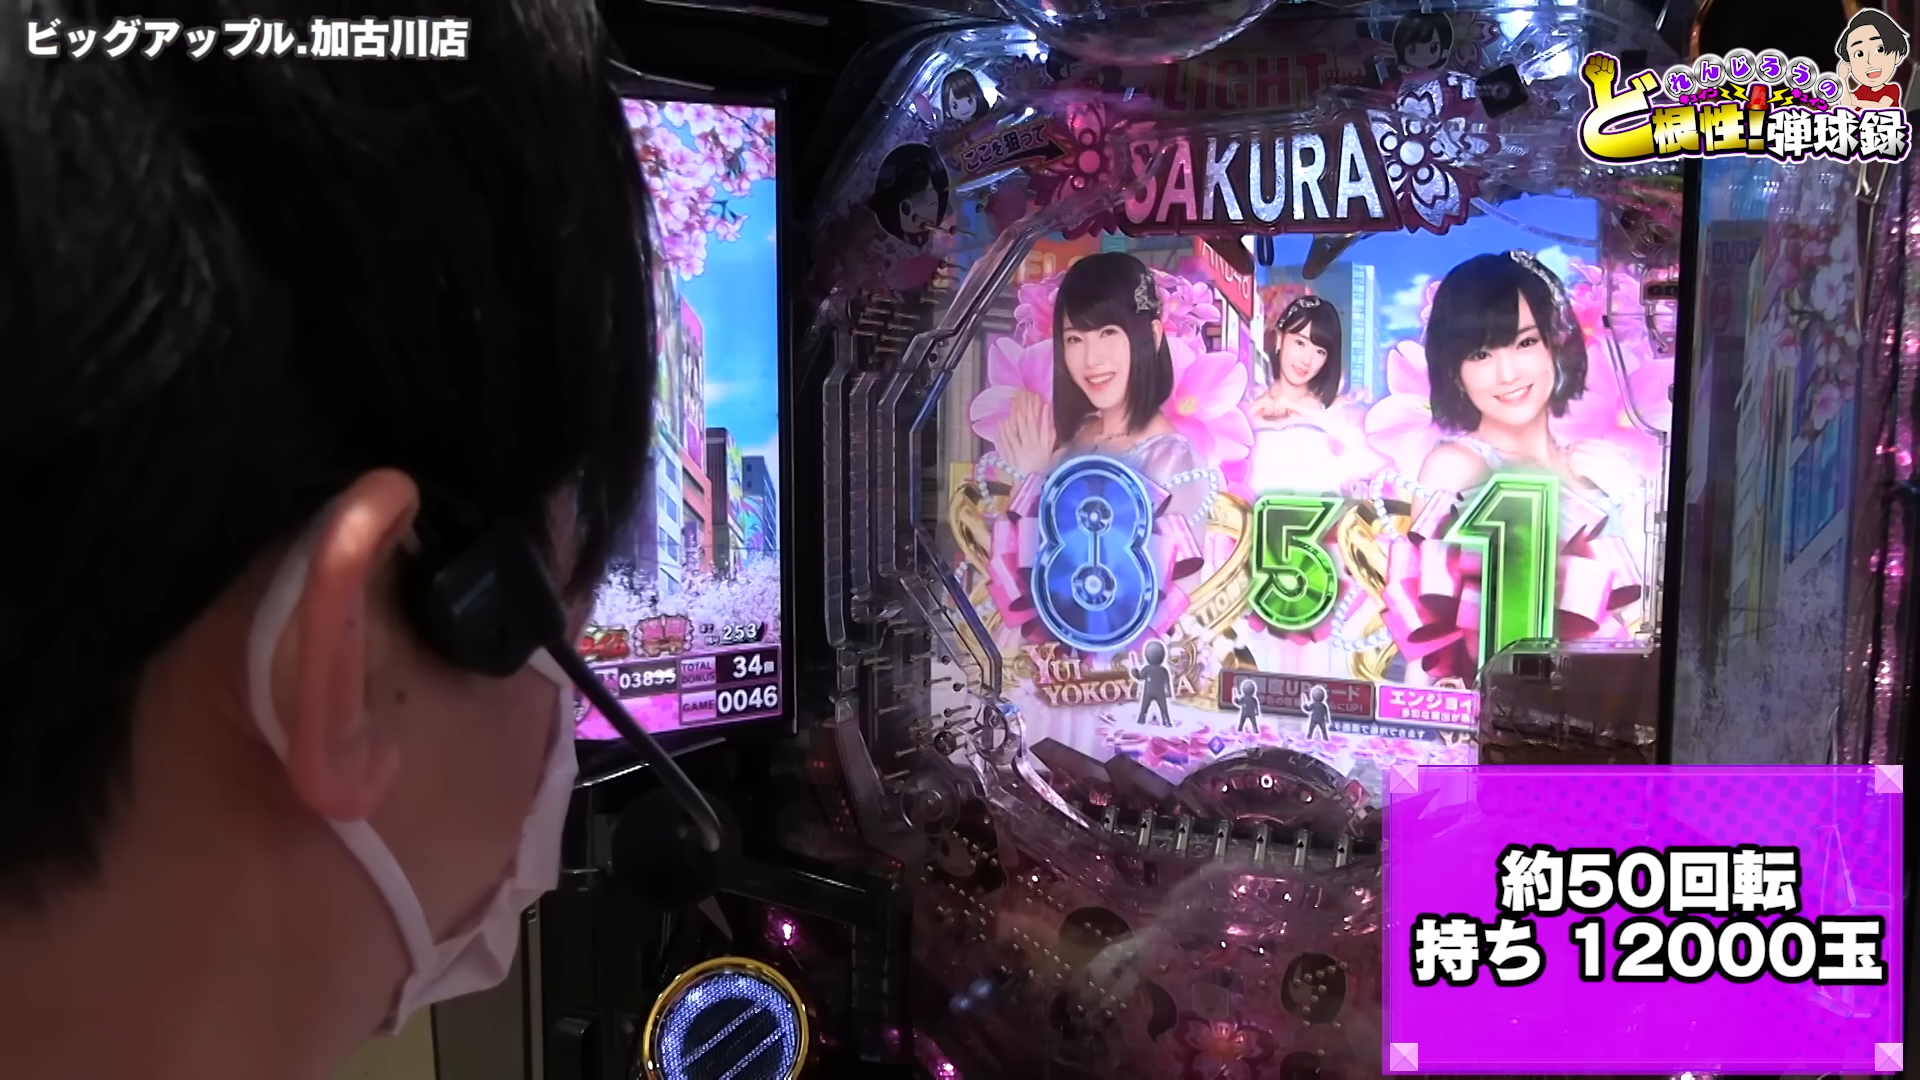 ビッグアップル.加古川店
れんじろうの
ど根性!弾球録
LIGHT
ここを狙って
SAKURA
8 5 1
253
03895
TOTAL BONUS 34回
GAME 0046
YUI
エンジョイ
約50回転
持ち 12000玉